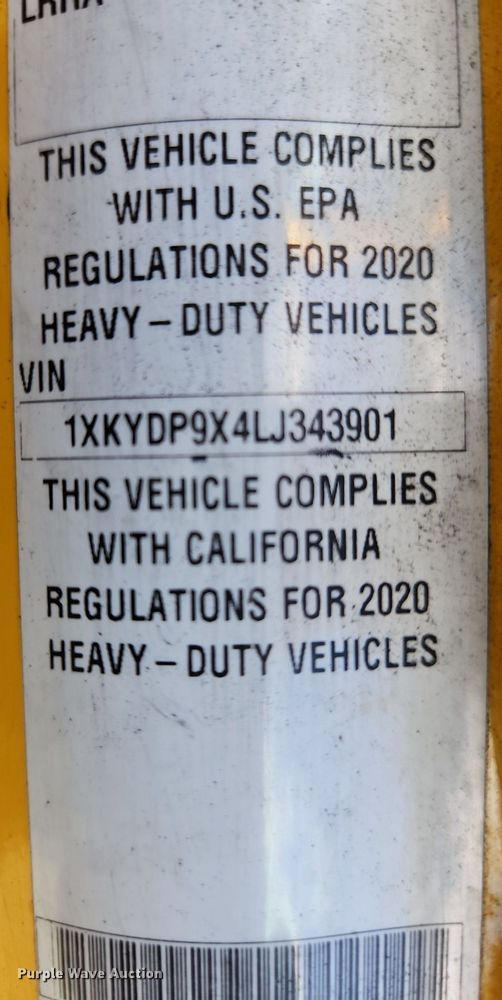 THIS VEHICLE COMPLIES
WITH U.S. EPA
REGULATIONS FOR 2020
HEAVY – DUTY VEHICLES
VIN
1XKYDP9X4LJ343901
THIS VEHICLE COMPLIES
WITH CALIFORNIA
REGULATIONS FOR 2020
HEAVY – DUTY VEHICLES
Purple Wave Auction